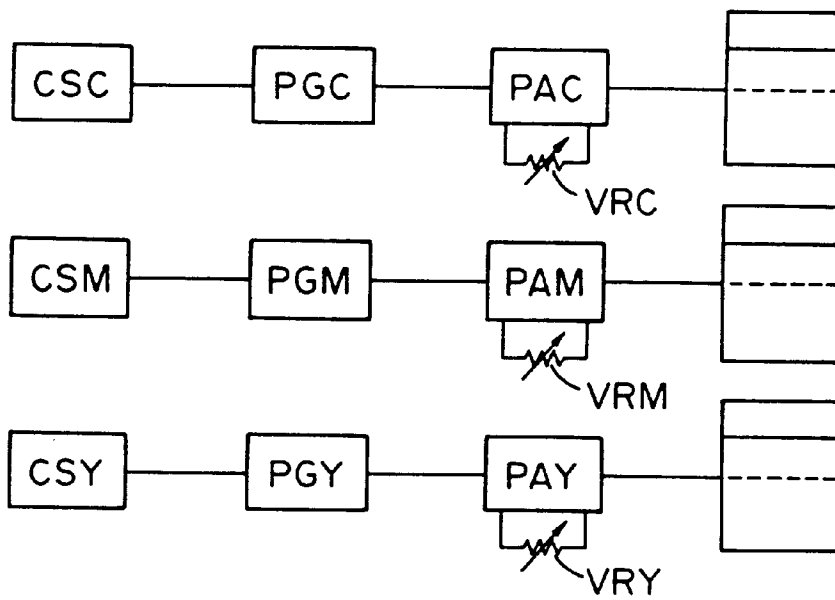 CSC PGC PAC
VRC
CSM PGM PAM
VRM
CSY PGY PAY
VRY